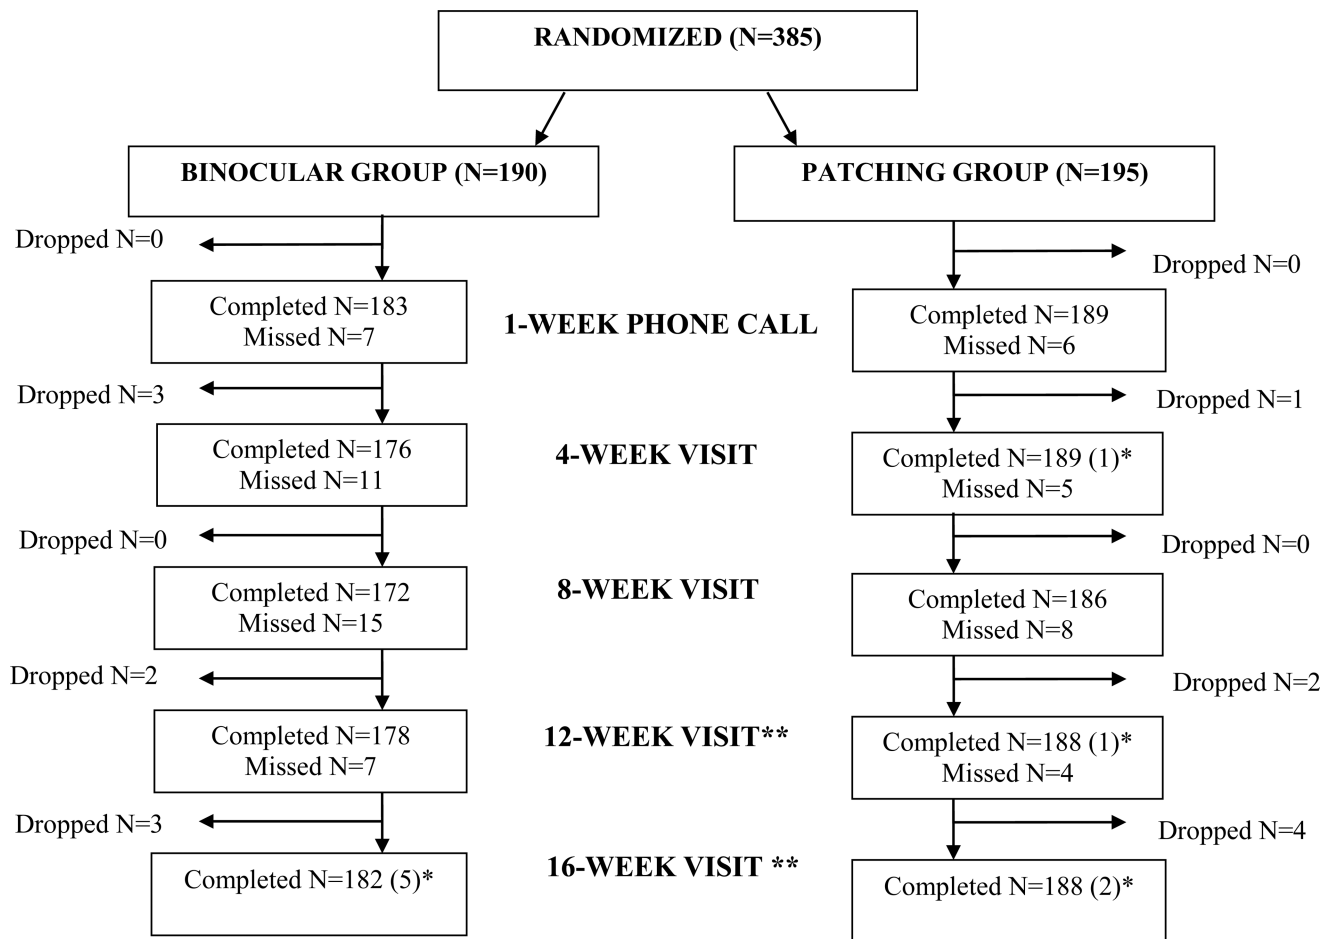 RANDOMIZED (N=385)
BINOCULAR GROUP (N=190)
PATCHING GROUP (N=195)
Dropped N=0
Dropped N=0
Completed N=183
Missed N=7
1-WEEK PHONE CALL
Completed N=189
Missed N=6
Dropped N=3
Dropped N=1
Completed N=176
Missed N=11
4-WEEK VISIT
Completed N=189 (1)*
Missed N=5
Dropped N=0
Dropped N=0
Completed N=172
Missed N=15
8-WEEK VISIT
Completed N=186
Missed N=8
Dropped N=2
Dropped N=2
Completed N=178
Missed N=7
12-WEEK VISIT**
Completed N=188 (1)*
Missed N=4
Dropped N=3
Dropped N=4
Completed N=182 (5)*
16-WEEK VISIT **
Completed N=188 (2)*